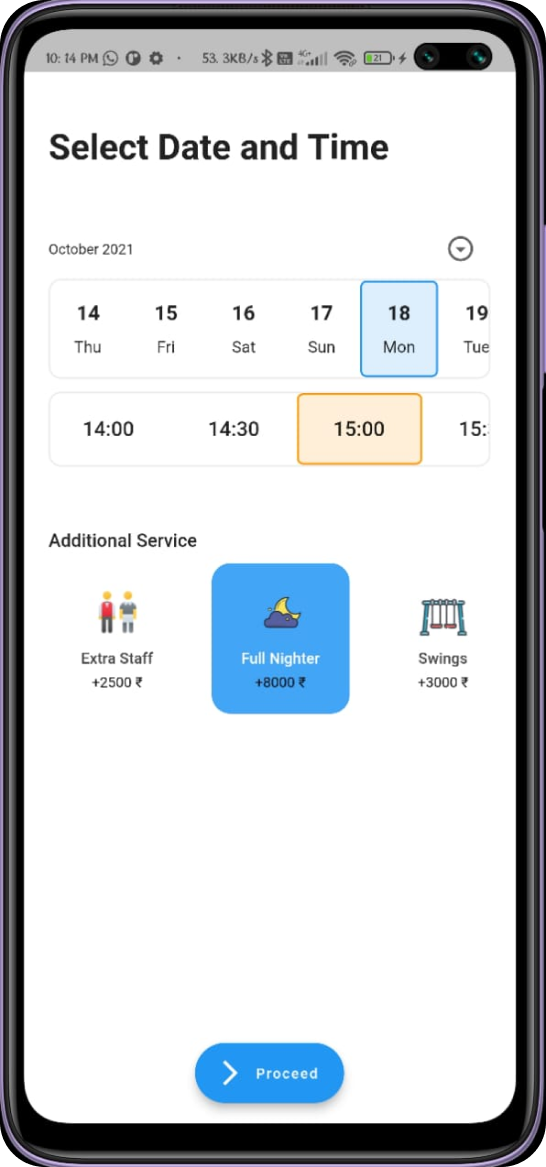 10: 14 PM 53. 3KB/s 4G+ 21
Select Date and Time
October 2021
14 15 16 17 18 19
Thu Fri Sat Sun Mon Tue
14:00 14:30 15:00 15:
Additional Service
Extra Staff Full Nighter Swings
+2500 ₹ +8000 ₹ +3000 ₹
Proceed